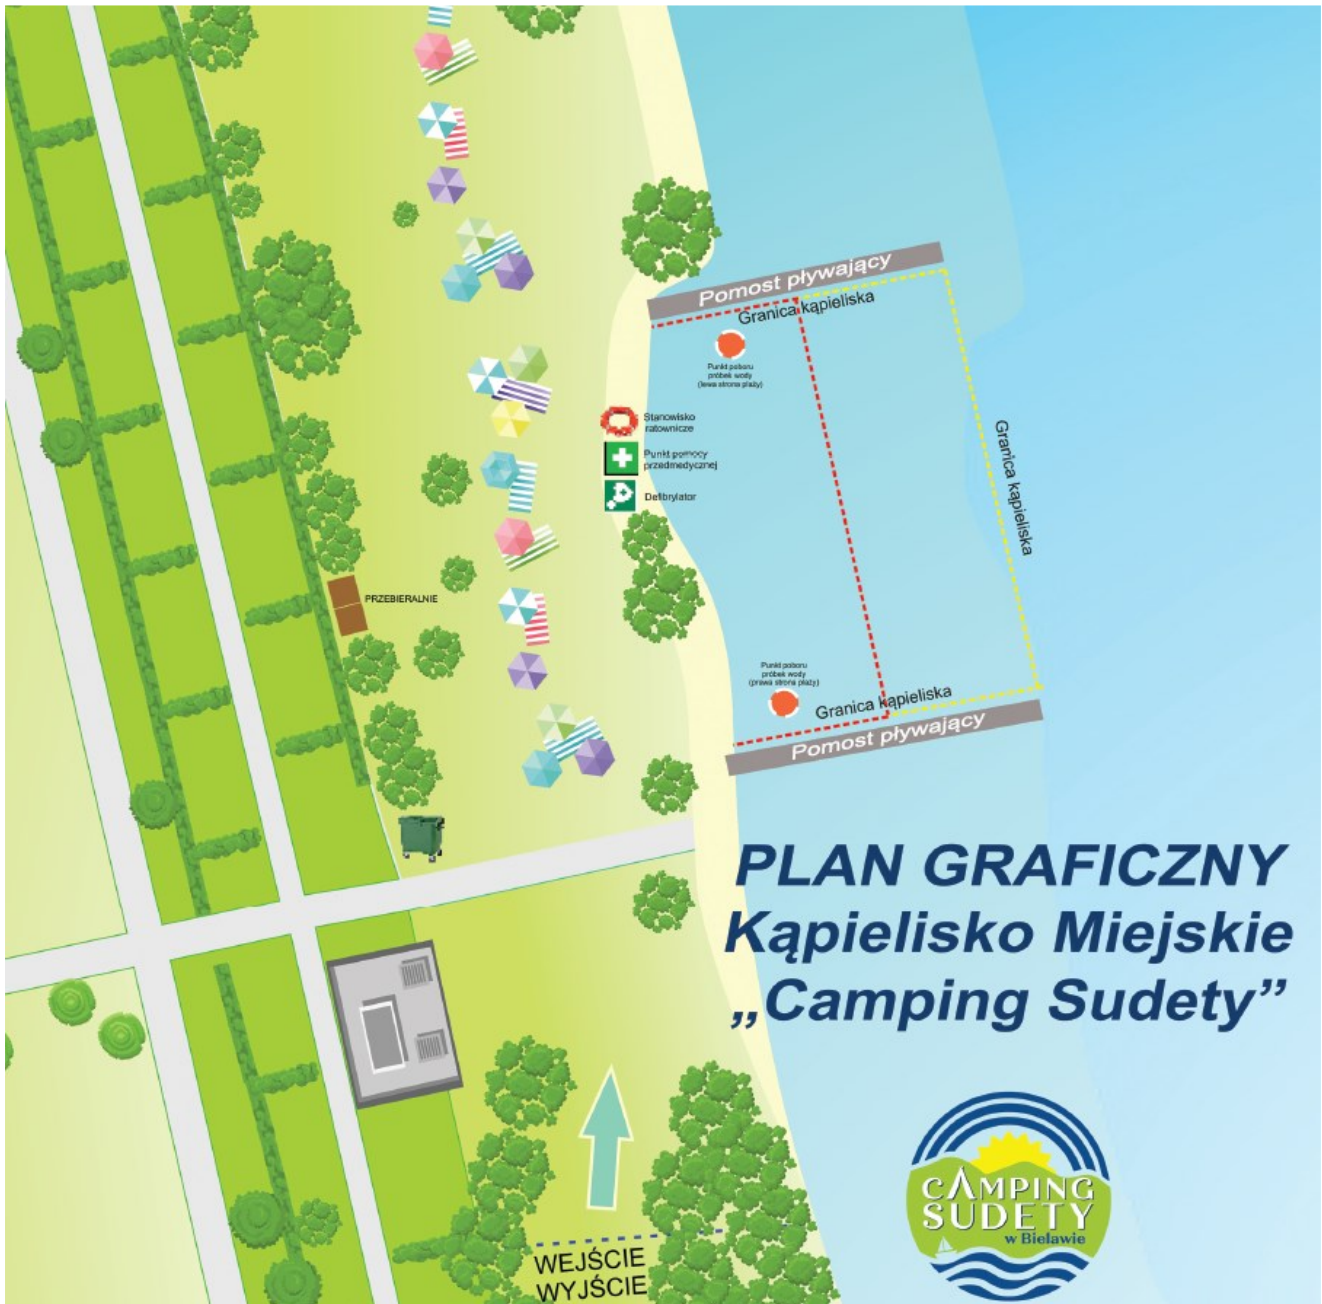 Pomost pływający
Granica kąpieliska
Punkt poboru
próbek wody
(lewa strona plaży)
Stanowisko
ratownicze
Punkt pomocy
przedmedycznej
Defibrylator
Granica kąpieliska
PRZEBIERALNIE
Punkt poboru
próbek wody
(prawa strona plaży)
Granica kąpieliska
Pomost pływający
PLAN GRAFICZNY
Kąpielisko Miejskie
„Camping Sudety”
CAMPING
SUDETY
w Bielawie
WEJŚCIE
WYJŚCIE